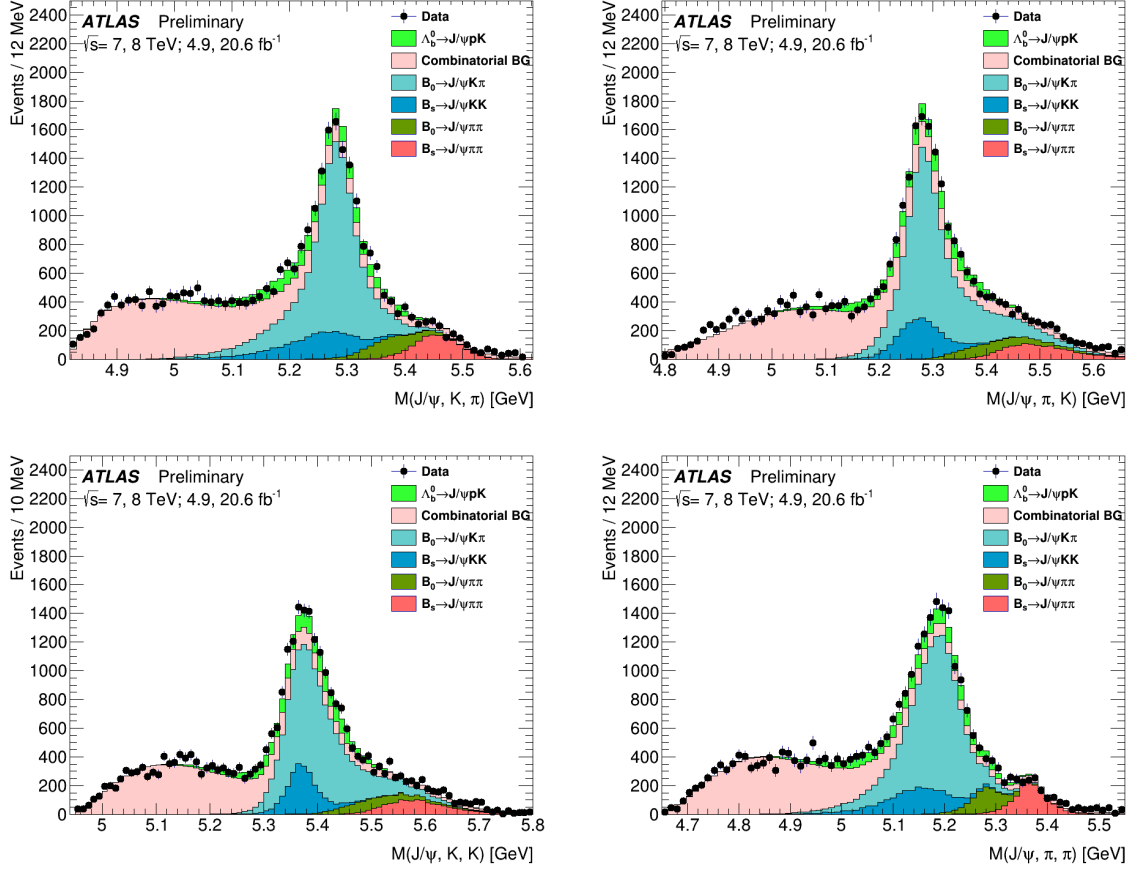 Events / 12 MeV
2400
2200
2000
1800
1600
1400
1200
1000
800
600
400
200
0
ATLAS Preliminary
√s= 7, 8 TeV; 4.9, 20.6 fb⁻¹
Data
Λ⁰b→J/ψpK
Combinatorial BG
B₀→J/ψKπ
Bₛ→J/ψKK
B₀→J/ψππ
Bₛ→J/ψππ
4.9 5 5.1 5.2 5.3 5.4 5.5 5.6
M(J/ψ, K, π) [GeV]
Events / 12 MeV
2400
2200
2000
1800
1600
1400
1200
1000
800
600
400
200
0
ATLAS Preliminary
√s= 7, 8 TeV; 4.9, 20.6 fb⁻¹
Data
Λ⁰b→J/ψpK
Combinatorial BG
B₀→J/ψKπ
Bₛ→J/ψKK
B₀→J/ψππ
Bₛ→J/ψππ
4.8 4.9 5 5.1 5.2 5.3 5.4 5.5 5.6
M(J/ψ, π, K) [GeV]
Events / 10 MeV
2400
2200
2000
1800
1600
1400
1200
1000
800
600
400
200
0
ATLAS Preliminary
√s= 7, 8 TeV; 4.9, 20.6 fb⁻¹
Data
Λ⁰b→J/ψpK
Combinatorial BG
B₀→J/ψKπ
Bₛ→J/ψKK
B₀→J/ψππ
Bₛ→J/ψππ
5 5.1 5.2 5.3 5.4 5.5 5.6 5.7 5.8
M(J/ψ, K, K) [GeV]
Events / 12 MeV
2400
2200
2000
1800
1600
1400
1200
1000
800
600
400
200
0
ATLAS Preliminary
√s= 7, 8 TeV; 4.9, 20.6 fb⁻¹
Data
Λ⁰b→J/ψpK
Combinatorial BG
B₀→J/ψKπ
Bₛ→J/ψKK
B₀→J/ψππ
Bₛ→J/ψππ
4.7 4.8 4.9 5 5.1 5.2 5.3 5.4 5.5
M(J/ψ, π, π) [GeV]